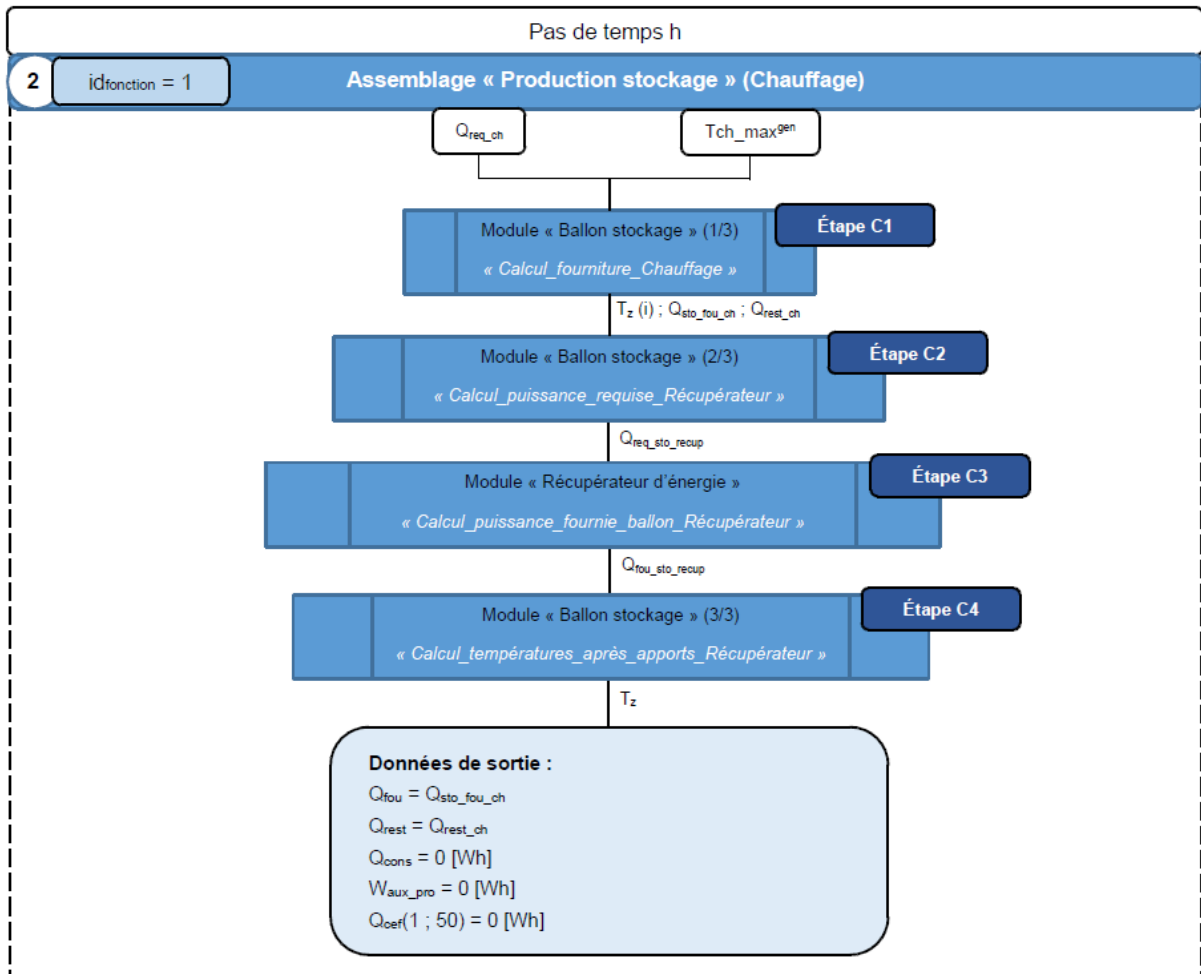 Pas de temps h
2
idfonction = 1
Assemblage « Production stockage » (Chauffage)
Qreq_ch
Tch_maxgen
Étape C1
Module « Ballon stockage » (1/3)
« Calcul_fourniture_Chauffage »
Tz (i) ; Qsto_fou_ch ; Qrest_ch
Étape C2
Module « Ballon stockage » (2/3)
« Calcul_puissance_requise_Récupérateur »
Qreq_sto_recup
Étape C3
Module « Récupérateur d'énergie »
« Calcul_puissance_fournie_ballon_Récupérateur »
Qfou_sto_recup
Étape C4
Module « Ballon stockage » (3/3)
« Calcul_températures_après_apports_Récupérateur »
Tz
Données de sortie :
Qfou = Qsto_fou_ch
Qrest = Qrest_ch
Qcons = 0 [Wh]
Waux_pro = 0 [Wh]
Qcef(1 ; 50) = 0 [Wh]